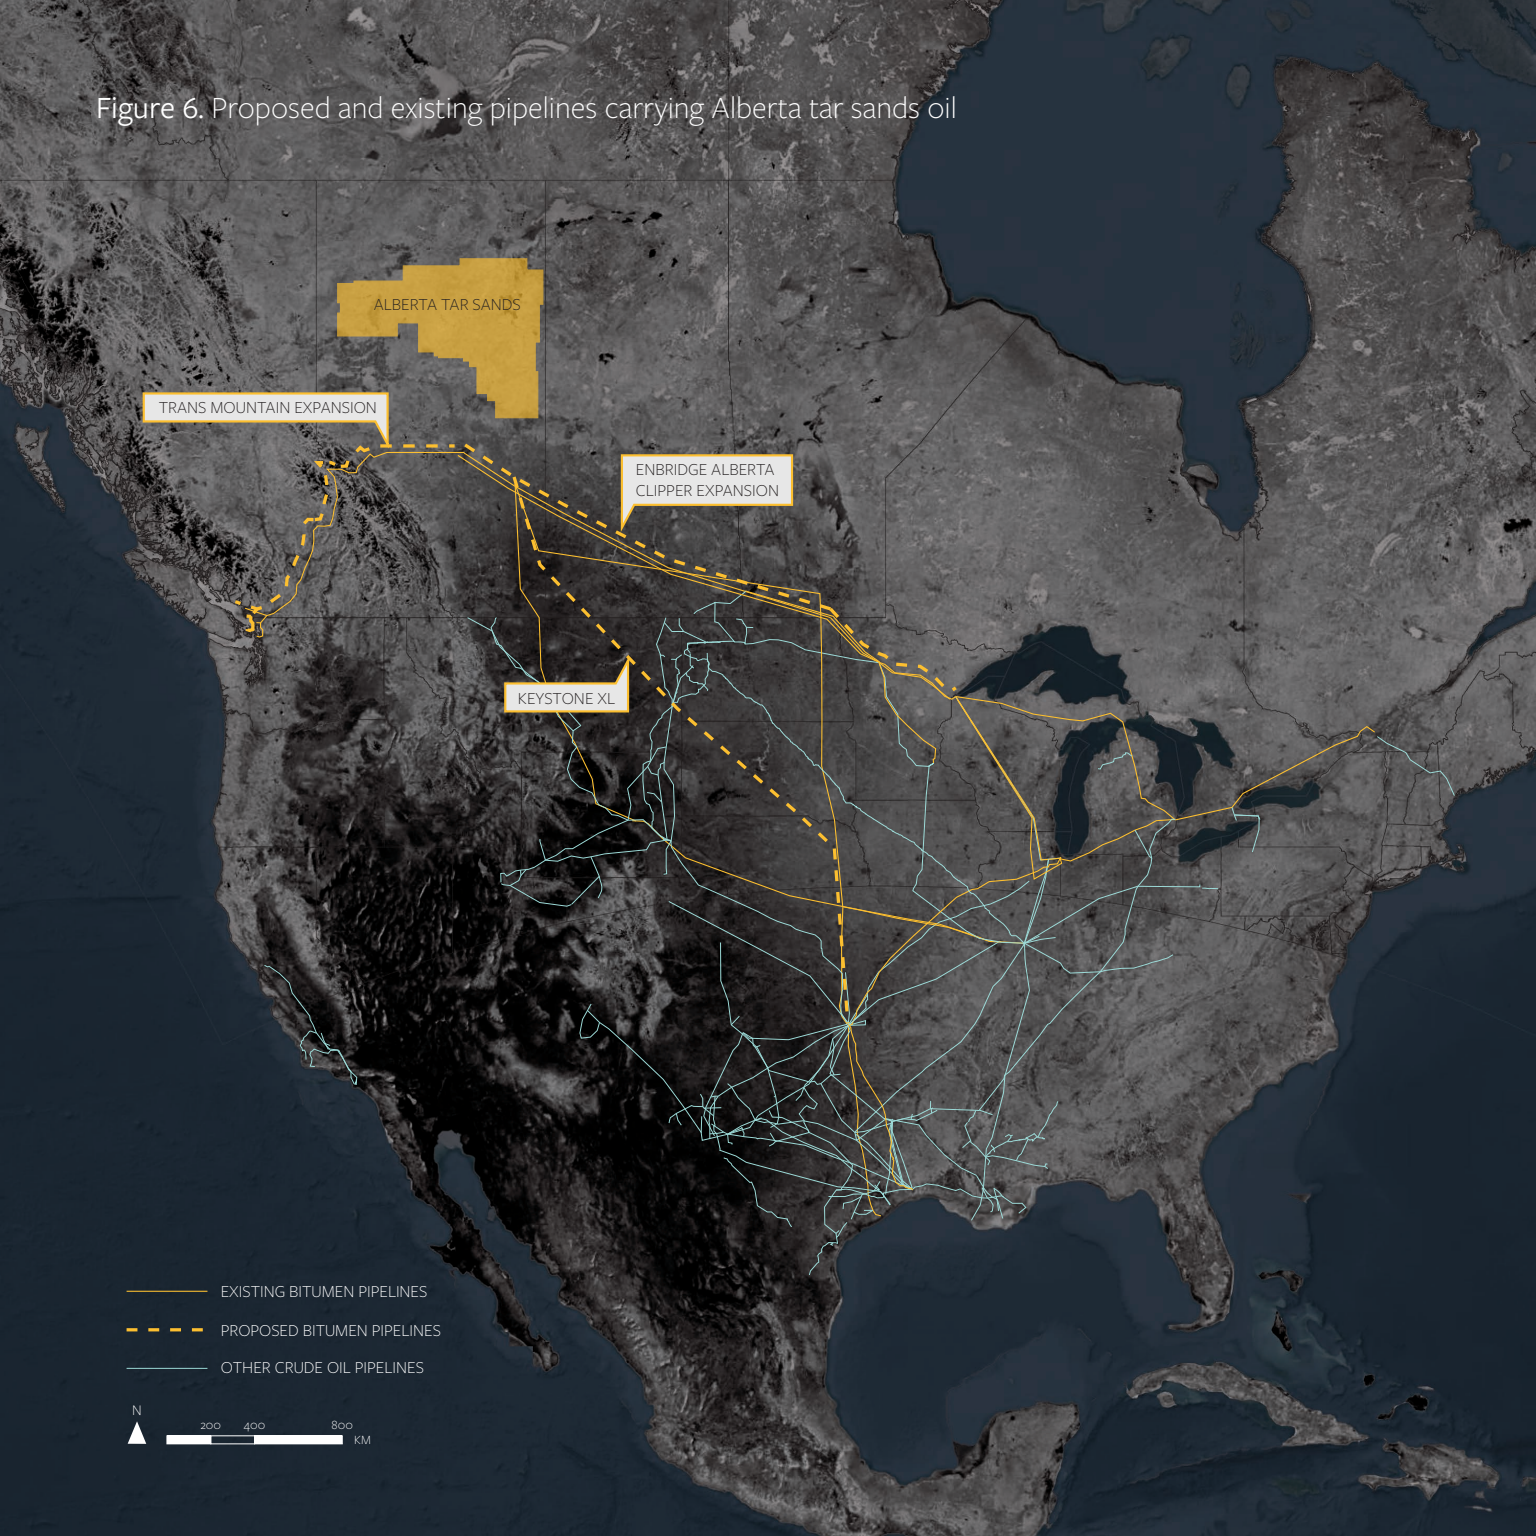 Figure 6. Proposed and existing pipelines carrying Alberta tar sands oil
ALBERTA TAR SANDS
TRANS MOUNTAIN EXPANSION
ENBRIDGE ALBERTA
CLIPPER EXPANSION
KEYSTONE XL
EXISTING BITUMEN PIPELINES
PROPOSED BITUMEN PIPELINES
OTHER CRUDE OIL PIPELINES
N
200 400 800
KM